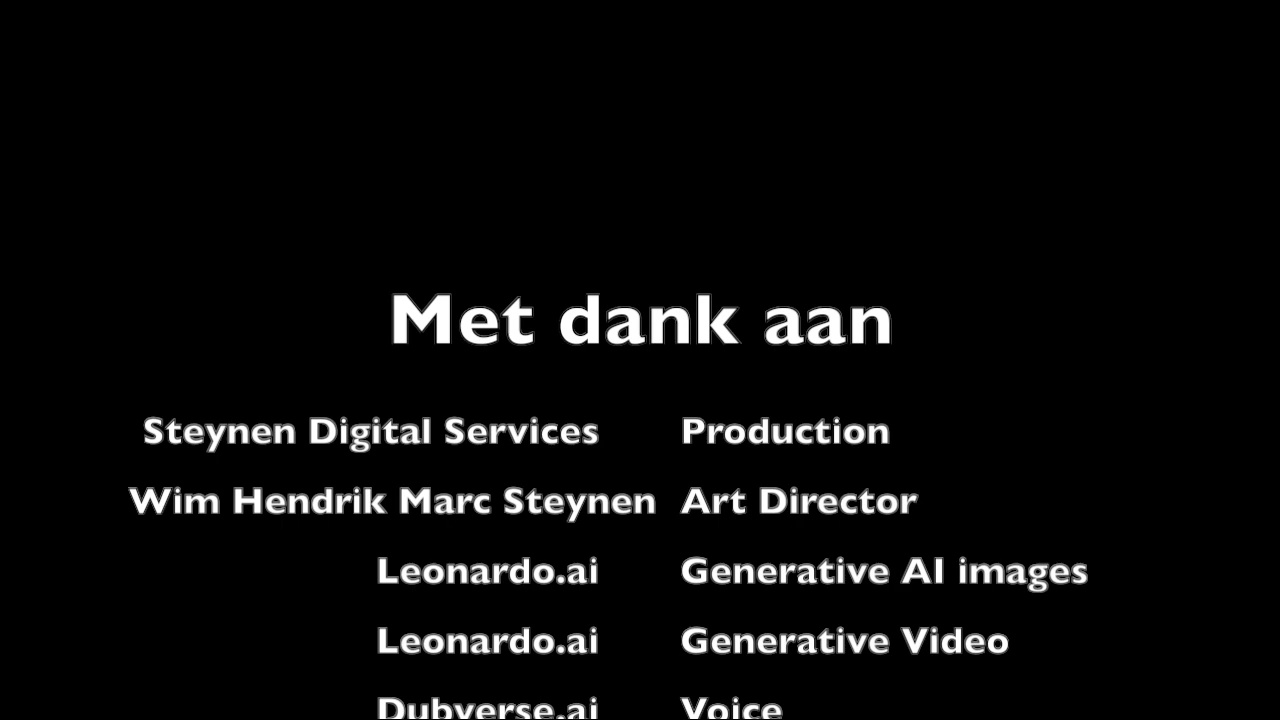 Met dank aan
Steynen Digital Services Production
Wim Hendrik Marc Steynen Art Director
Leonardo.ai Generative AI images
Leonardo.ai Generative Video
Dubverse.ai Voice